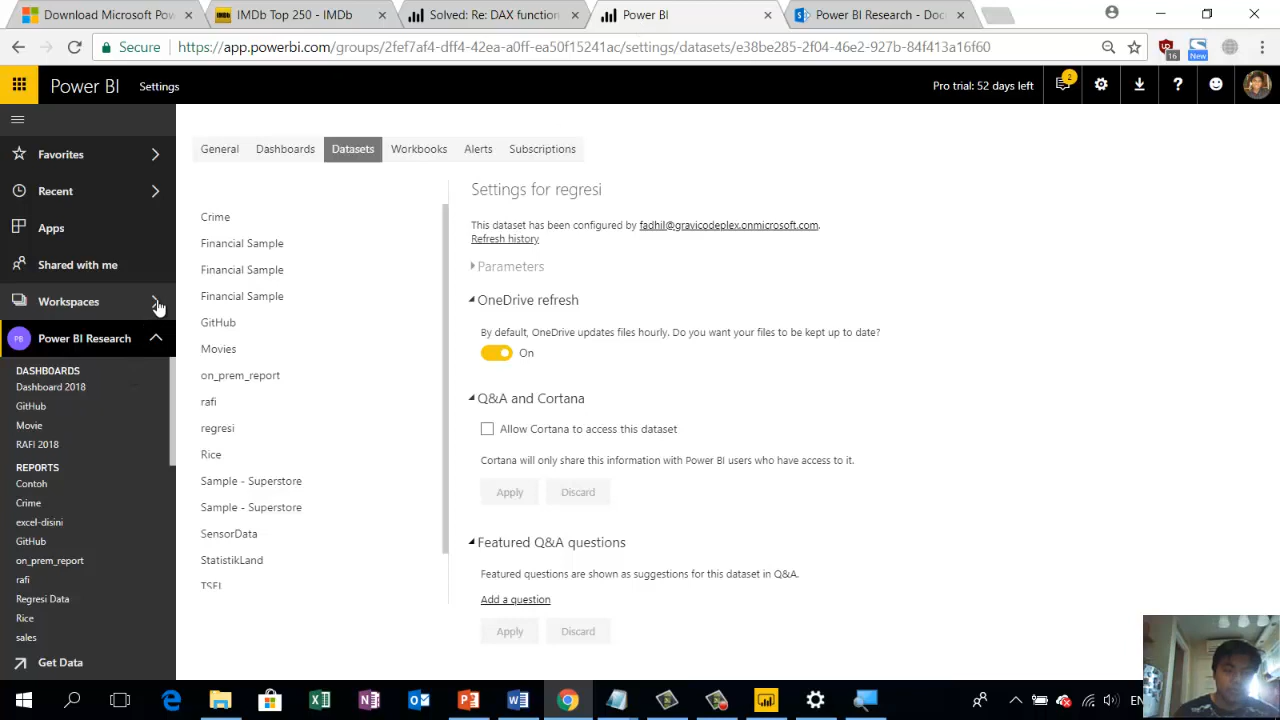 Download Microsoft Power
IMDb Top 250 - IMDb
Solved: Re: DAX function
Power BI
Power BI Research - Doc
Secure
https://app.powerbi.com/groups/2fef7af4-dff4-42ea-a0ff-ea50f15241ac/settings/datasets/e38be285-2f04-46e2-927b-84f413a16f60
16
New
Power BI
Settings
Pro trial: 52 days left
2
Favorites
Recent
Apps
Shared with me
Workspaces
PB
Power BI Research
DASHBOARDS
Dashboard 2018
GitHub
Movie
RAFI 2018
REPORTS
Contoh
Crime
excel-disini
GitHub
on_prem_report
rafi
Regresi Data
Rice
sales
Get Data
General
Dashboards
Datasets
Workbooks
Alerts
Subscriptions
Crime
Financial Sample
Financial Sample
Financial Sample
GitHub
Movies
on_prem_report
rafi
regresi
Rice
Sample - Superstore
Sample - Superstore
SensorData
StatistikLand
TSEL
Settings for regresi
This dataset has been configured by fadhil@gravicodeplex.onmicrosoft.com.
Refresh history
Parameters
OneDrive refresh
By default, OneDrive updates files hourly. Do you want your files to be kept up to date?
On
Q&A and Cortana
Allow Cortana to access this dataset
Cortana will only share this information with Power BI users who have access to it.
Apply
Discard
Featured Q&A questions
Featured questions are shown as suggestions for this dataset in Q&A.
Add a question
Apply
Discard